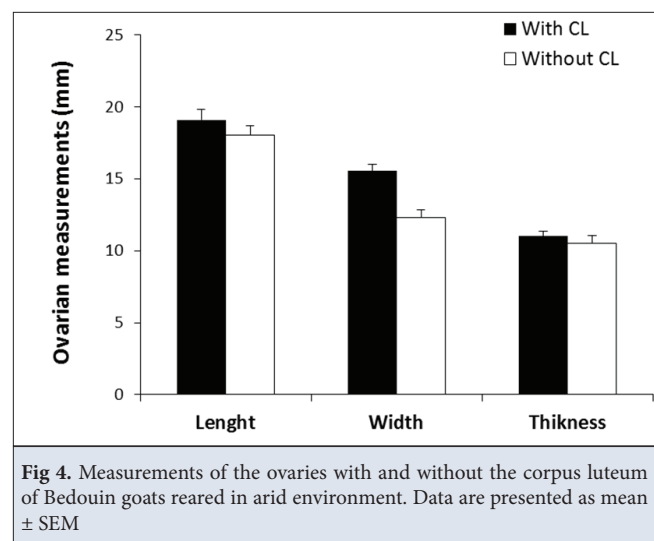 With CL
Without CL
Ovarian measurements (mm)
25
20
15
10
5
0
Lenght Width Thikness
Fig 4. Measurements of the ovaries with and without the corpus luteum
of Bedouin goats reared in arid environment. Data are presented as mean
± SEM